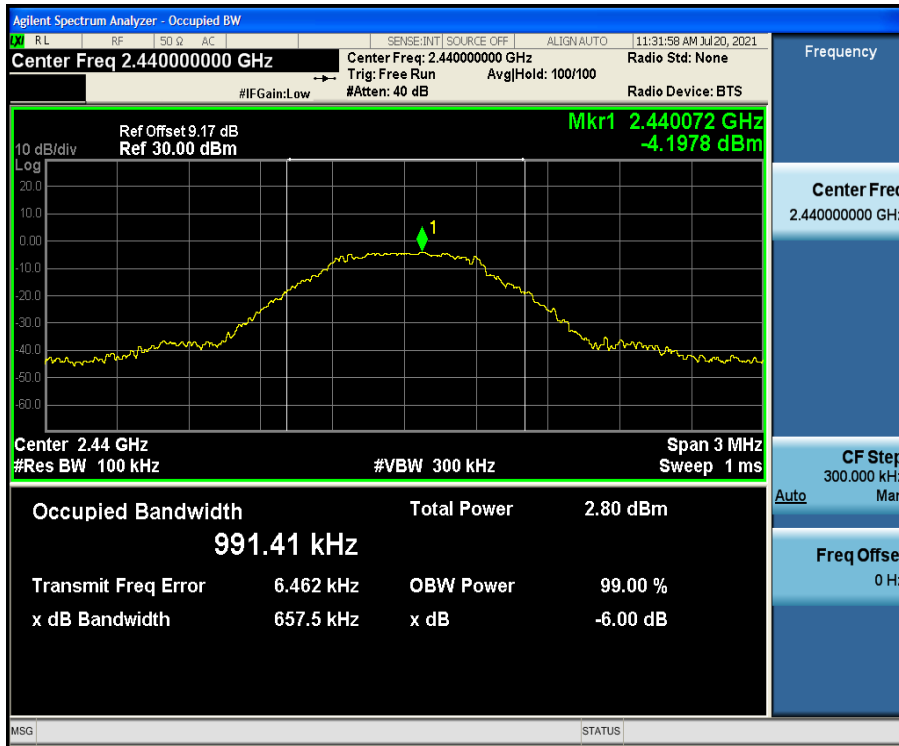 Agilent Spectrum Analyzer - Occupied BW
LXI RL RF 50 Ω AC SENSE:INT SOURCE OFF ALIGN AUTO 11:31:58 AM Jul 20, 2021
Center Freq 2.440000000 GHz Center Freq: 2.440000000 GHz Radio Std: None
Trig: Free Run Avg|Hold: 100/100
#IFGain:Low #Atten: 40 dB Radio Device: BTS
Frequency
Mkr1 2.440072 GHz
Ref Offset 9.17 dB
10 dB/div Ref 30.00 dBm -4.1978 dBm
Log
20.0
10.0
1
0.00
-10.0
-20.0
-30.0
-40.0
-50.0
-60.0
Center 2.44 GHz Span 3 MHz
#Res BW 100 kHz #VBW 300 kHz Sweep 1 ms
Center Freq
2.440000000 GHz
CF Step
300.000 kHz
Auto Man
Freq Offset
0 Hz
Occupied Bandwidth Total Power 2.80 dBm
991.41 kHz
Transmit Freq Error 6.462 kHz OBW Power 99.00 %
x dB Bandwidth 657.5 kHz x dB -6.00 dB
MSG STATUS